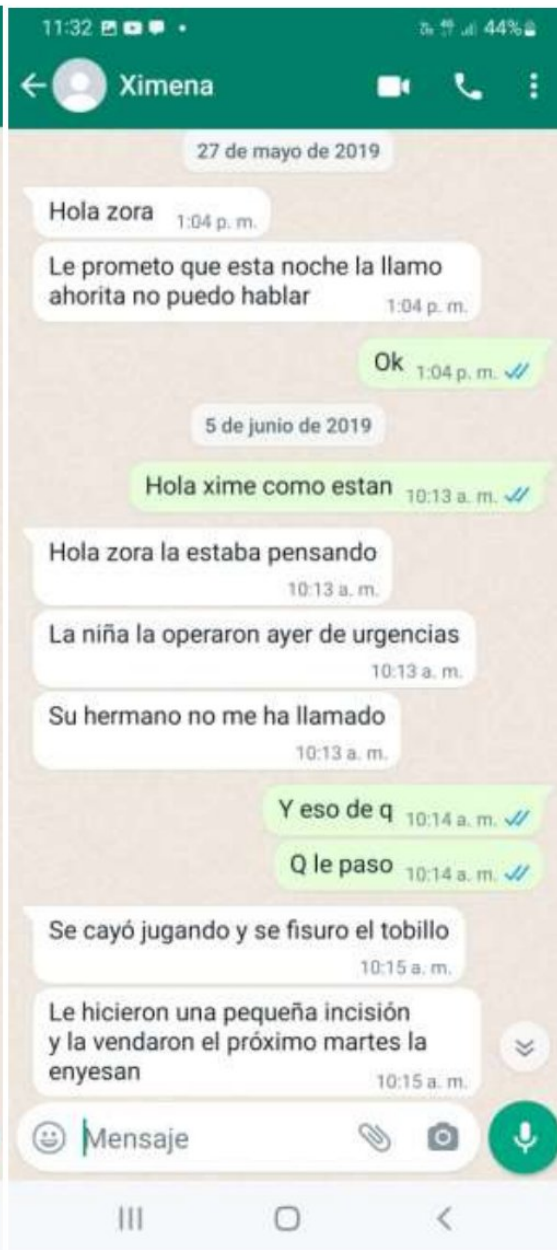 11:32
44%
Ximena
27 de mayo de 2019
Hola zora 1:04 p. m.
Le prometo que esta noche la llamo
ahorita no puedo hablar 1:04 p. m.
Ok 1:04 p. m.
5 de junio de 2019
Hola xime como estan 10:13 a. m.
Hola zora la estaba pensando
10:13 a. m.
La niña la operaron ayer de urgencias
10:13 a. m.
Su hermano no me ha llamado
10:13 a. m.
Y eso de q 10:14 a. m.
Q le paso 10:14 a. m.
Se cayó jugando y se fisuro el tobillo
10:15 a. m.
Le hicieron una pequeña incisión
y la vendaron el próximo martes la
enyesan 10:15 a. m.
Mensaje